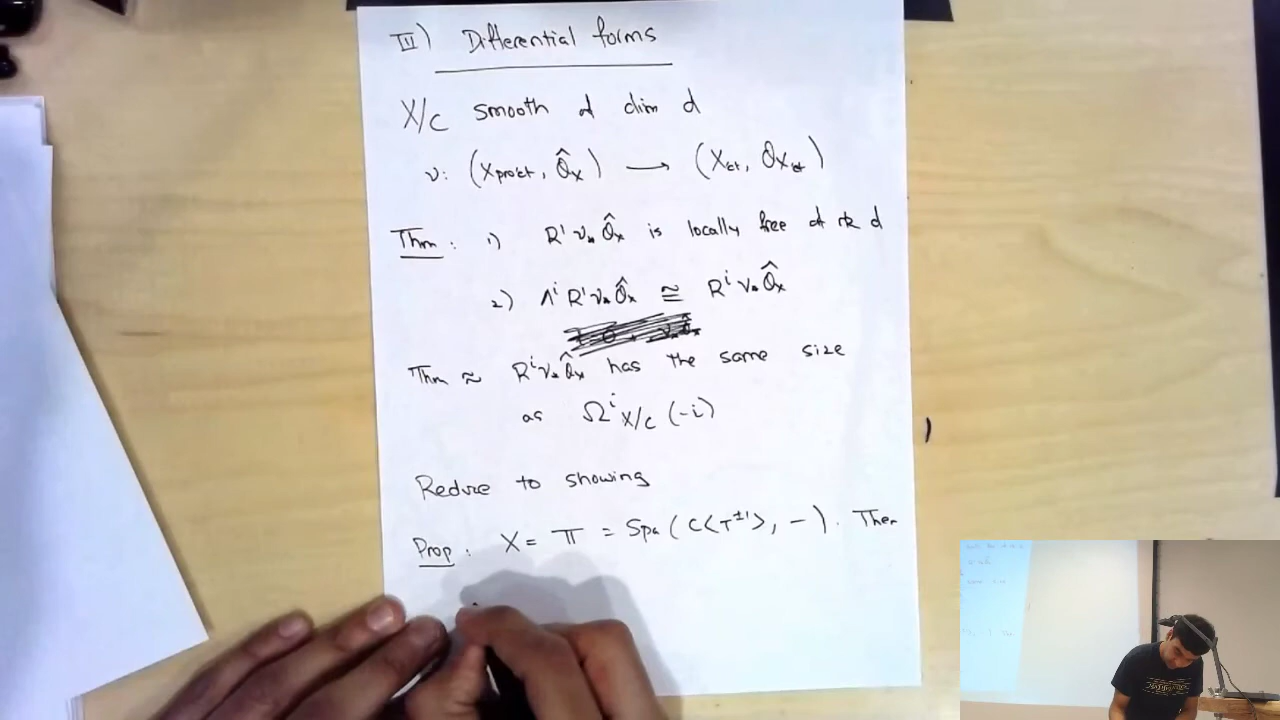 III) Differential forms
X/C smooth of dim d
ν: (X_proét, Ô_X) ⟶ (X_ét, O_X_ét)
Thm: 1) R¹ν_*Ô_X is locally free of rk d
2) Λ^i R¹ν_*Ô_X ≅ R^i ν_*Ô_X
Thm ≈ R^i ν_*Ô_X has the same size
as Ω^i_{X/C} (-i)
Reduce to showing
Prop: X = 𝕋 = Spa(C⟨T^{±1}⟩, -). Then